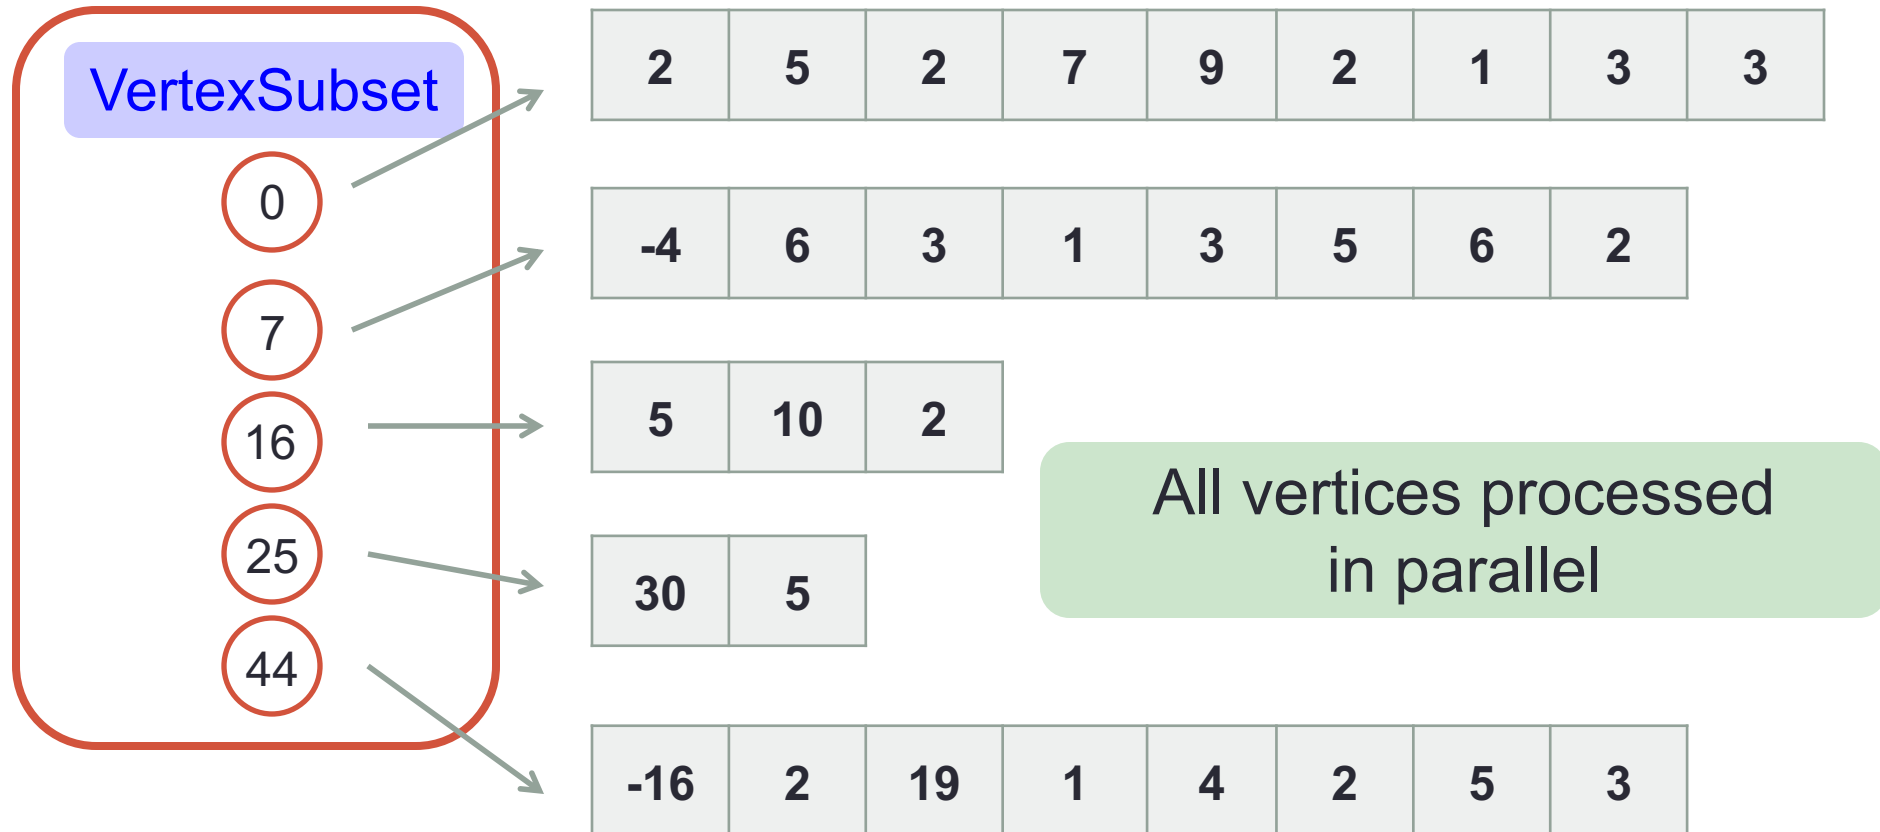 VertexSubset
0
7
16
25
44
2 5 2 7 9 2 1 3 3
-4 6 3 1 3 5 6 2
5 10 2
30 5
-16 2 19 1 4 2 5 3
All vertices processed
in parallel